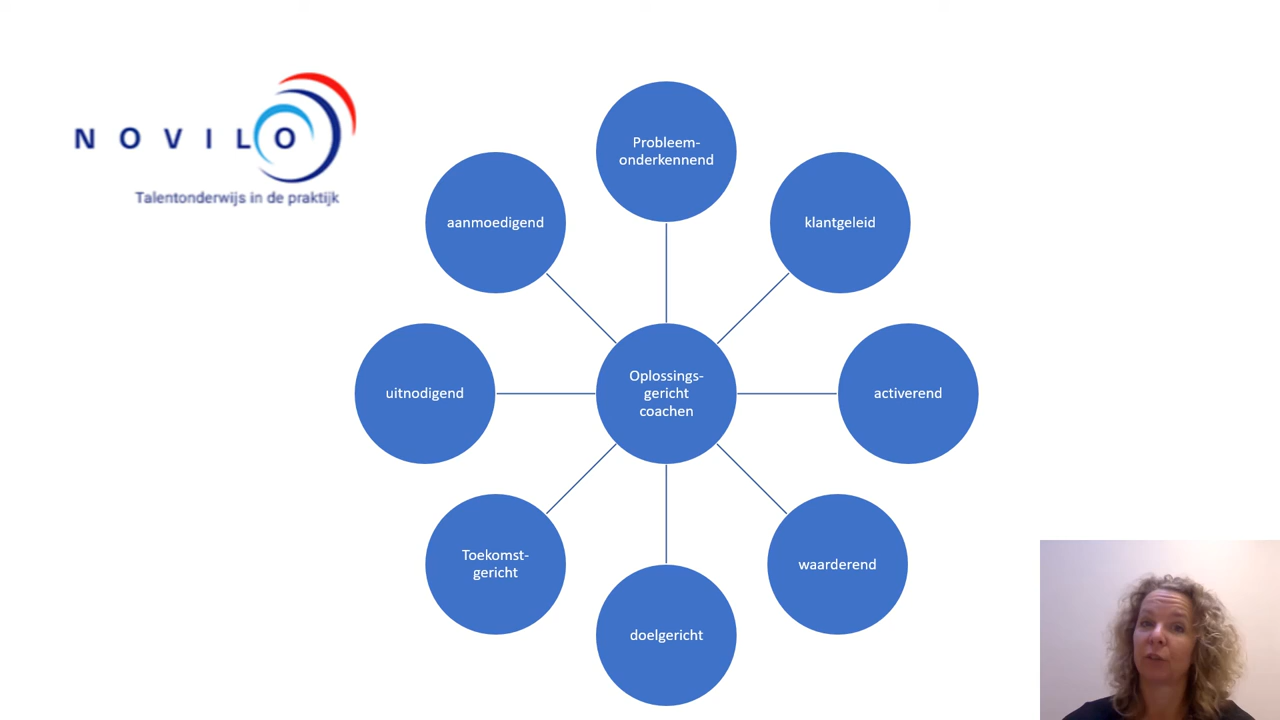 NOVILO
Talentonderwijs in de praktijk
Probleem-
onderkennend
klantgeleid
activerend
waarderend
doelgericht
Toekomst-
gericht
uitnodigend
aanmoedigend
Oplossings-
gericht
coachen